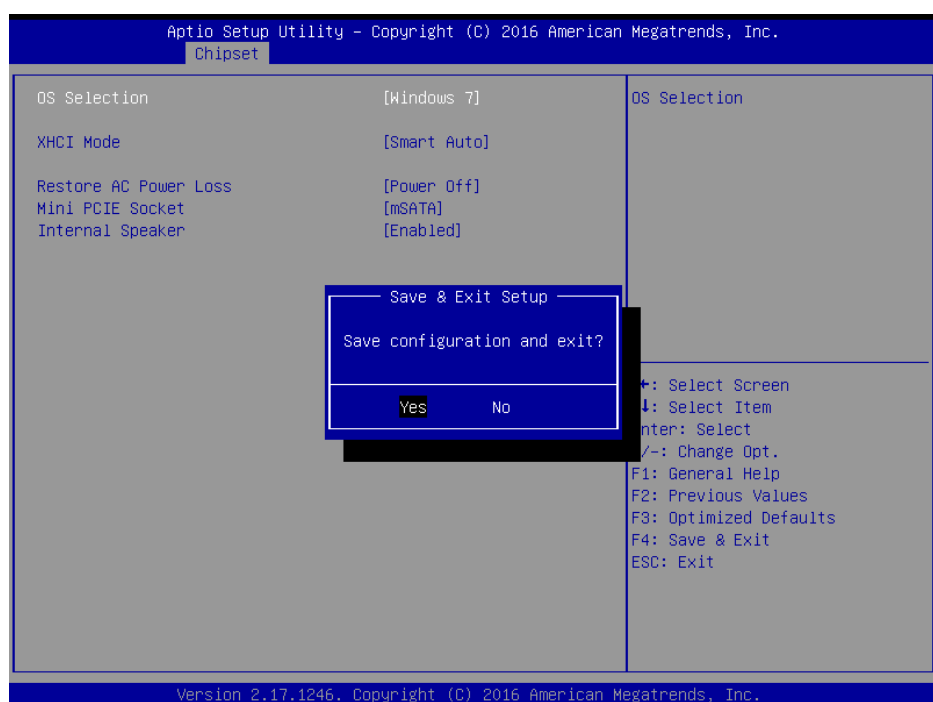 Aptio Setup Utility – Copyright (C) 2016 American Megatrends, Inc.
Chipset
OS Selection [Windows 7]
XHCI Mode [Smart Auto]
Restore AC Power Loss [Power Off]
Mini PCIE Socket [mSATA]
Internal Speaker [Enabled]
OS Selection
Save & Exit Setup
Save configuration and exit?
Yes No
: Select Screen
: Select Item
nter: Select
/-: Change Opt.
F1: General Help
F2: Previous Values
F3: Optimized Defaults
F4: Save & Exit
ESC: Exit
Version 2.17.1246. Copyright (C) 2016 American Megatrends, Inc.